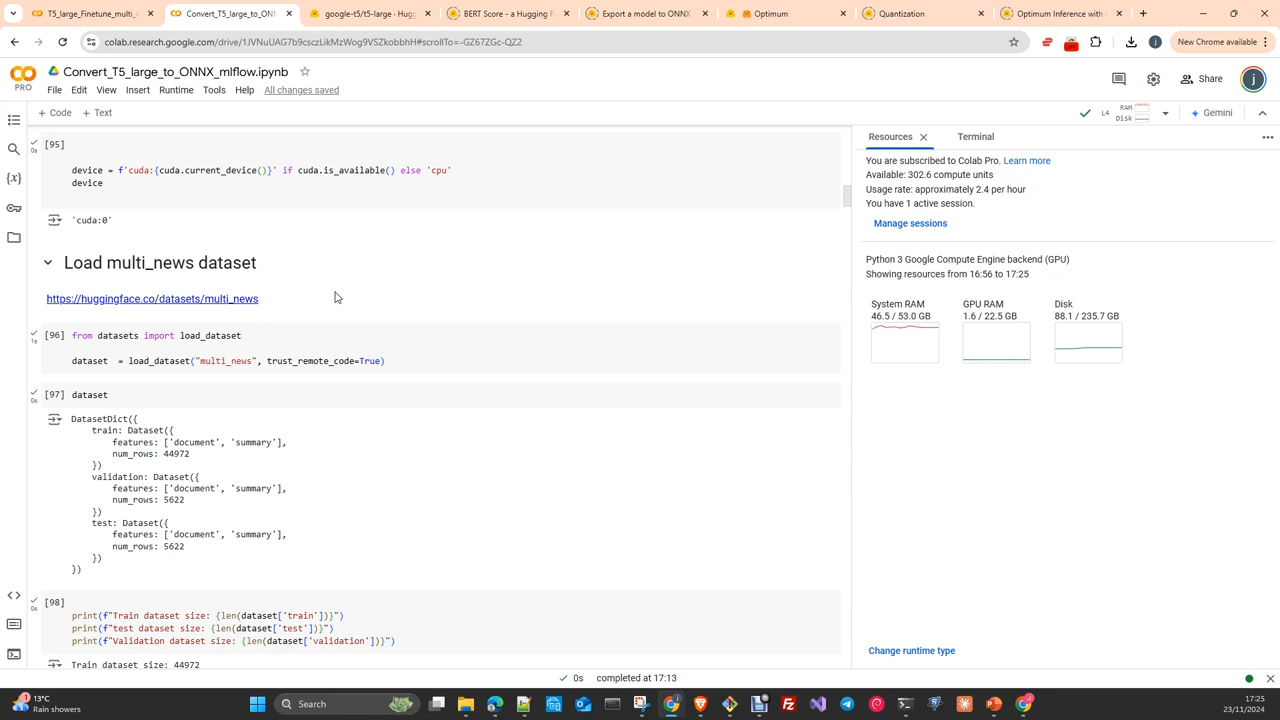 T5_large_Finetune_multi_
Convert_T5_large_to_ONN
google-t5/t5-large · Hugg
BERT Score - a Hugging F
Export a model to ONNX
Optimum
Quantization
Optimum Inference with
colab.research.google.com/drive/1JVNuUAG7b9csczLikMzWog9VSZkobbhH#scrollTo=-GZ67ZGc-QZ2
OFF
New Chrome available
Convert_T5_large_to_ONNX_mlflow.ipynb
PRO
File Edit View Insert Runtime Tools Help All changes saved
Share
j
+ Code + Text
L4 RAM Disk
Gemini
[95]
0s
device = f'cuda:{cuda.current_device()}' if cuda.is_available() else 'cpu'
device
'cuda:0'
Load multi_news dataset
https://huggingface.co/datasets/multi_news
[96] from datasets import load_dataset
1s
dataset = load_dataset("multi_news", trust_remote_code=True)
[97] dataset
0s
DatasetDict({
train: Dataset({
features: ['document', 'summary'],
num_rows: 44972
})
validation: Dataset({
features: ['document', 'summary'],
num_rows: 5622
})
test: Dataset({
features: ['document', 'summary'],
num_rows: 5622
})
})
[98]
0s
print(f"Train dataset size: {len(dataset['train'])}")
print(f"test dataset size: {len(dataset['test'])}")
print(f"Validation dataset size: {len(dataset['validation'])}")
Train dataset size: 44972
Resources
Terminal
You are subscribed to Colab Pro. Learn more
Available: 302.6 compute units
Usage rate: approximately 2.4 per hour
You have 1 active session.
Manage sessions
Python 3 Google Compute Engine backend (GPU)
Showing resources from 16:56 to 17:25
System RAM
46.5 / 53.0 GB
GPU RAM
1.6 / 22.5 GB
Disk
88.1 / 235.7 GB
Change runtime type
0s completed at 17:13
13°C
Rain showers
Search
17:25
23/11/2024